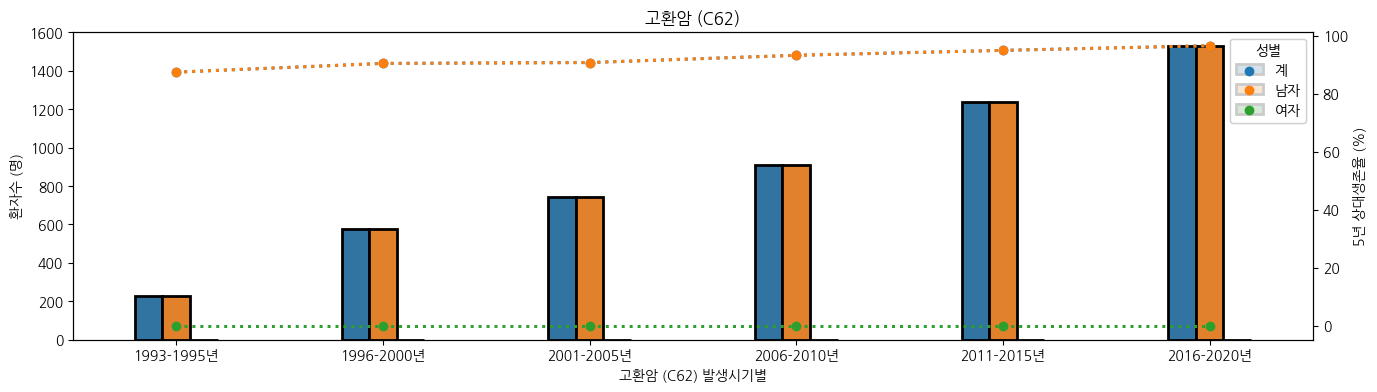 고환암 (C62)
환자수 (명)
1600
1400
1200
1000
800
600
400
200
0
1993-1995년
1996-2000년
2001-2005년
2006-2010년
2011-2015년
2016-2020년
고환암 (C62) 발생시기별
성별
계
남자
여자
100
80
60
40
20
0
5년 상대생존율 (%)